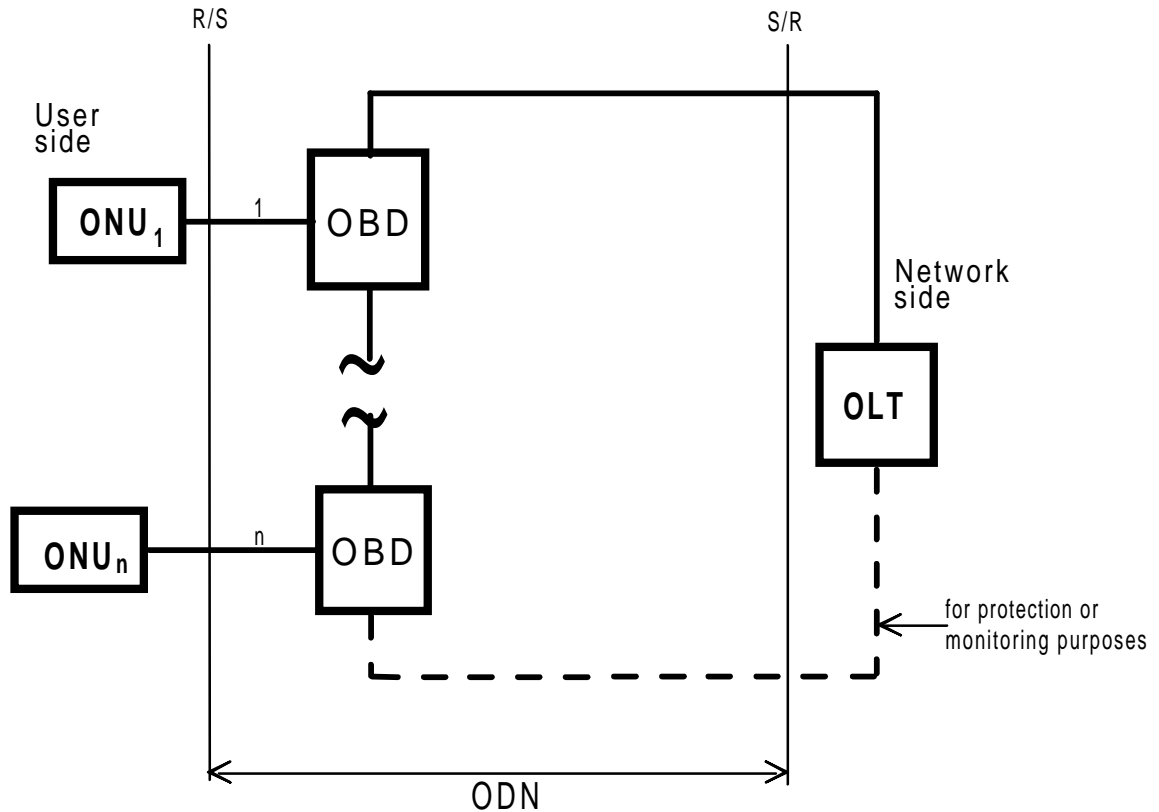 R/S
S/R
User
side
ONU1
1
OBD
Network
side
OLT
ONUn
n
OBD
for protection or
monitoring purposes
ODN